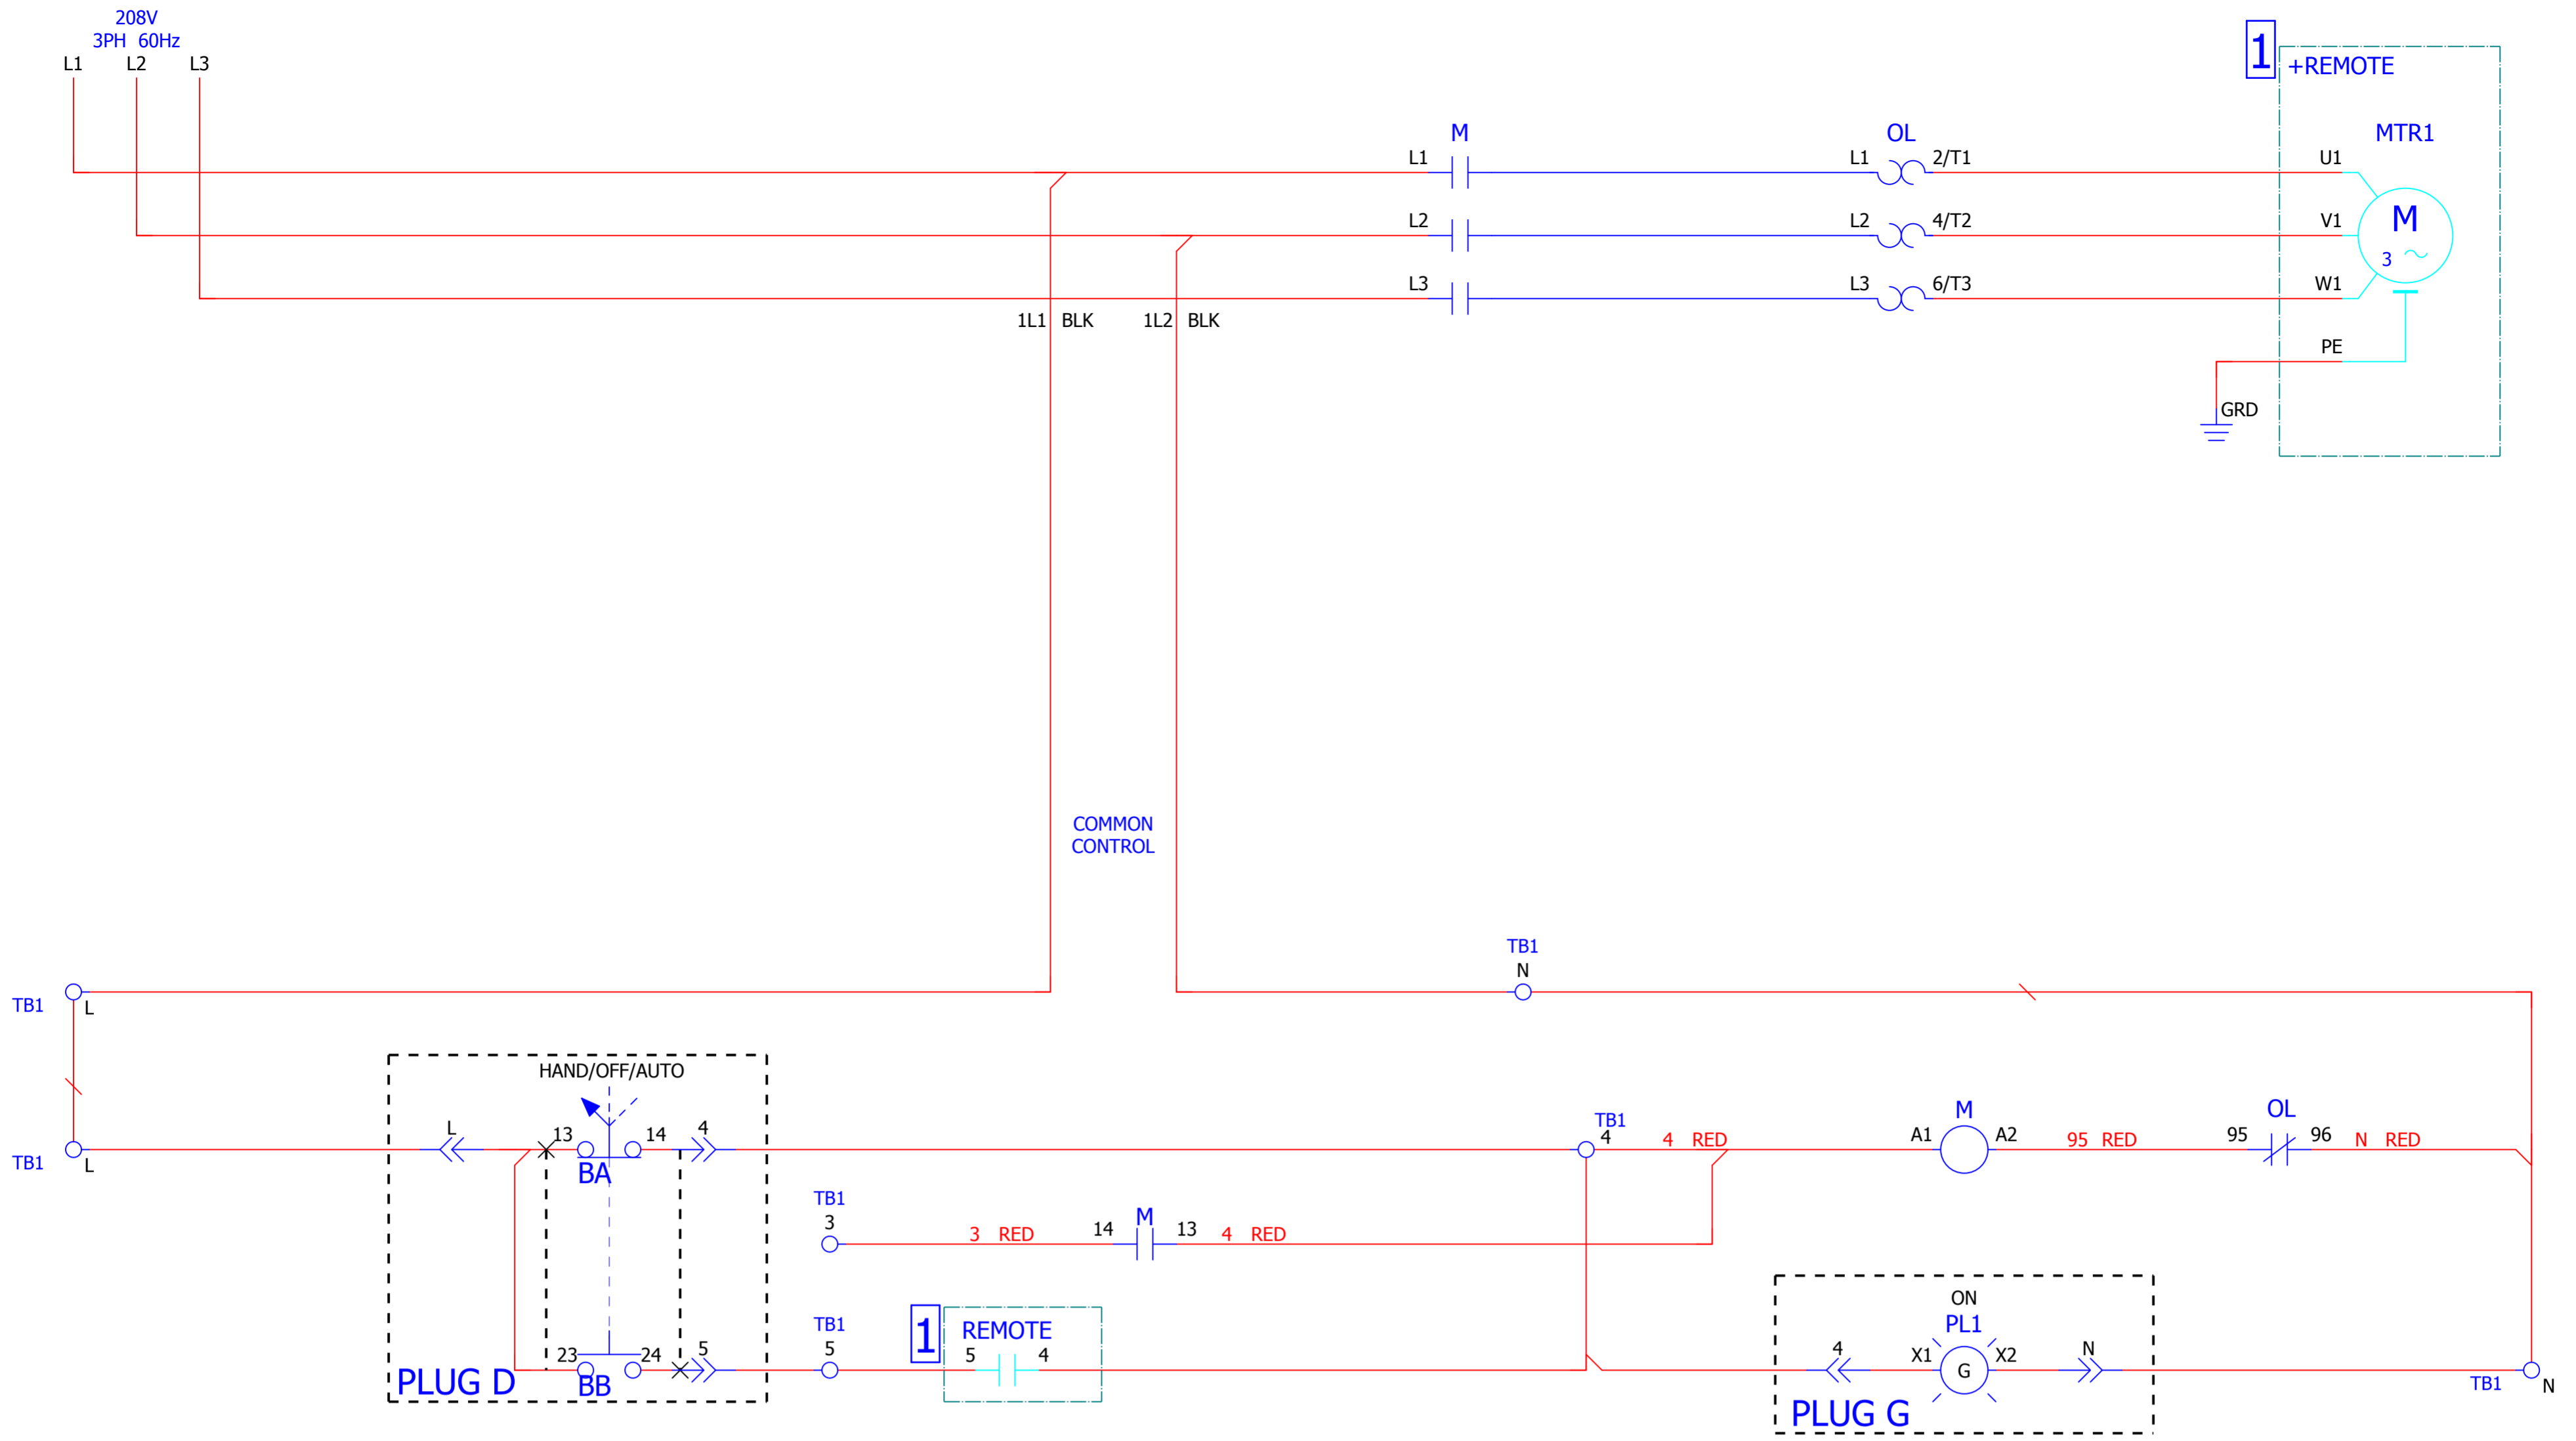 208V
3PH 60Hz
L1 L2 L3
1
+REMOTE
M OL MTR1
L1 L1 2/T1 U1
L2 L2 4/T2 V1 M
3
L3 L3 6/T3 W1
1L1 BLK 1L2 BLK
PE
GRD
COMMON
CONTROL
TB1
N
TB1 L
HAND/OFF/AUTO
TB1 L
L 13 14 4
BA
TB1
4
4 RED
M
A1 A2
95 RED
OL
95 96
N RED
TB1
3
3 RED
14 M 13
4 RED
23 24 5
BB
PLUG D
TB1
5
1
REMOTE
5 4
ON
PL1
4 X1 G X2 N
PLUG G
TB1 N